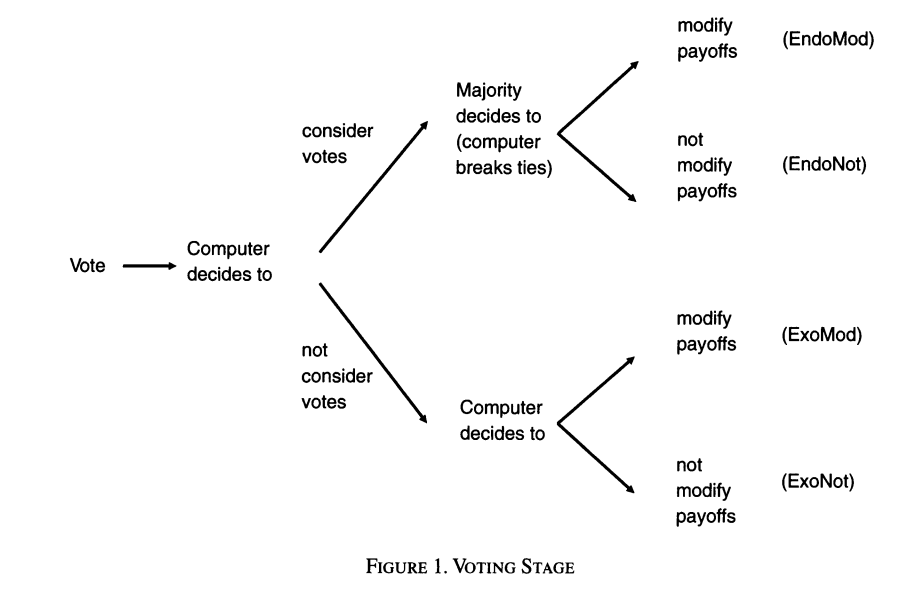 modify
payoffs
(EndoMod)
Majority
decides to
(computer
breaks ties)
consider
votes
not
modify
payoffs
(EndoNot)
Vote
Computer
decides to
modify
payoffs
(ExoMod)
not
consider
votes
Computer
decides to
not
modify
payoffs
(ExoNot)
FIGURE 1. VOTING STAGE